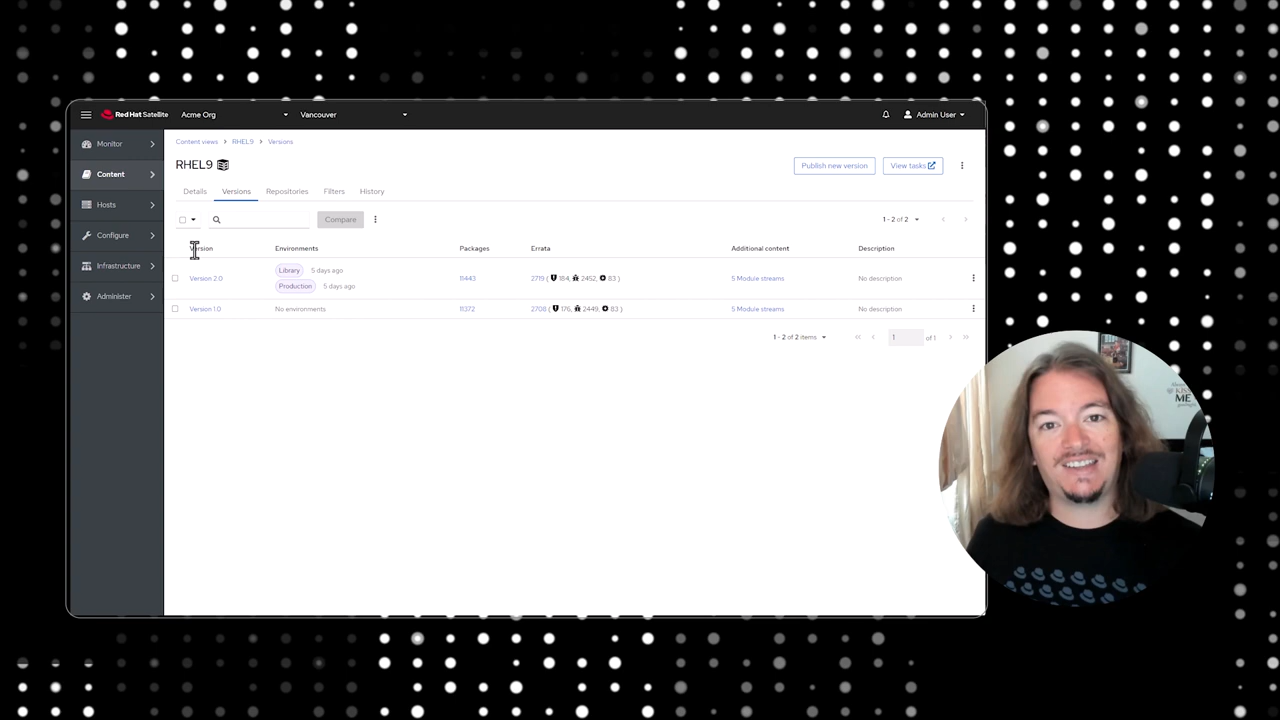 Red Hat Satellite Acme Org Vancouver Admin User
Monitor
Content
Hosts
Configure
Infrastructure
Administer
Content views > RHEL9 > Versions
RHEL9
Publish new version View tasks
Details Versions Repositories Filters History
Compare 1 - 2 of 2
Version Environments Packages Errata Additional content Description
Version 2.0 Library 5 days ago 11443 2719 ( 184, 2452, 83 ) 5 Module streams No description
Production 5 days ago
Version 1.0 No environments 11372 2708 ( 176, 2449, 83 ) 5 Module streams No description
1 - 2 of 2 items 1 of 1
ME